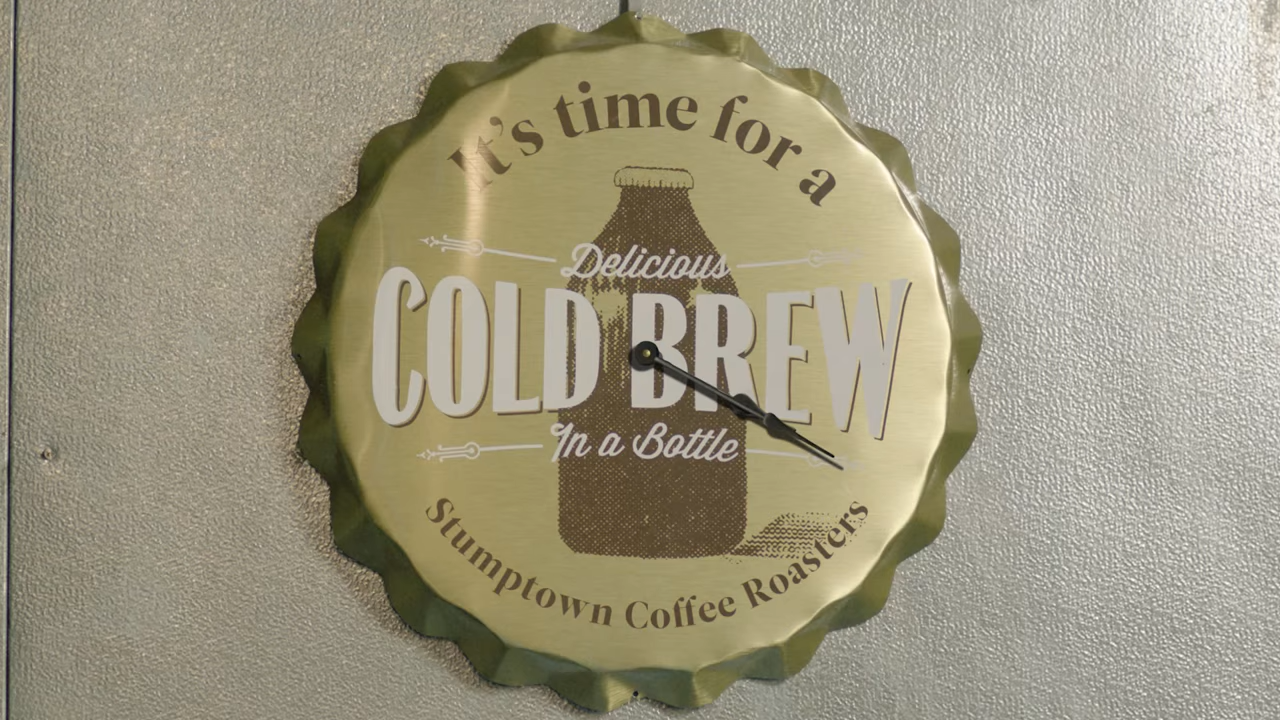 It's time for a
Delicious
COLD BREW
In a Bottle
Stumptown Coffee Roasters